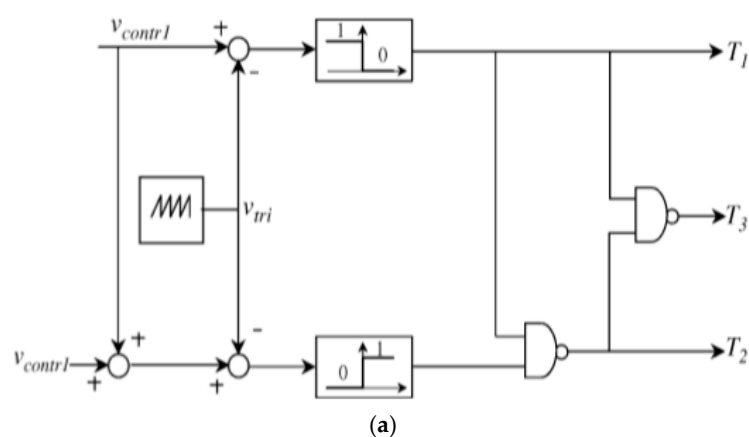 v_contr1
+
-
1
0
T_1
v_tri
T_3
+
-
v_contr1
+
+
0
1
T_2
(a)